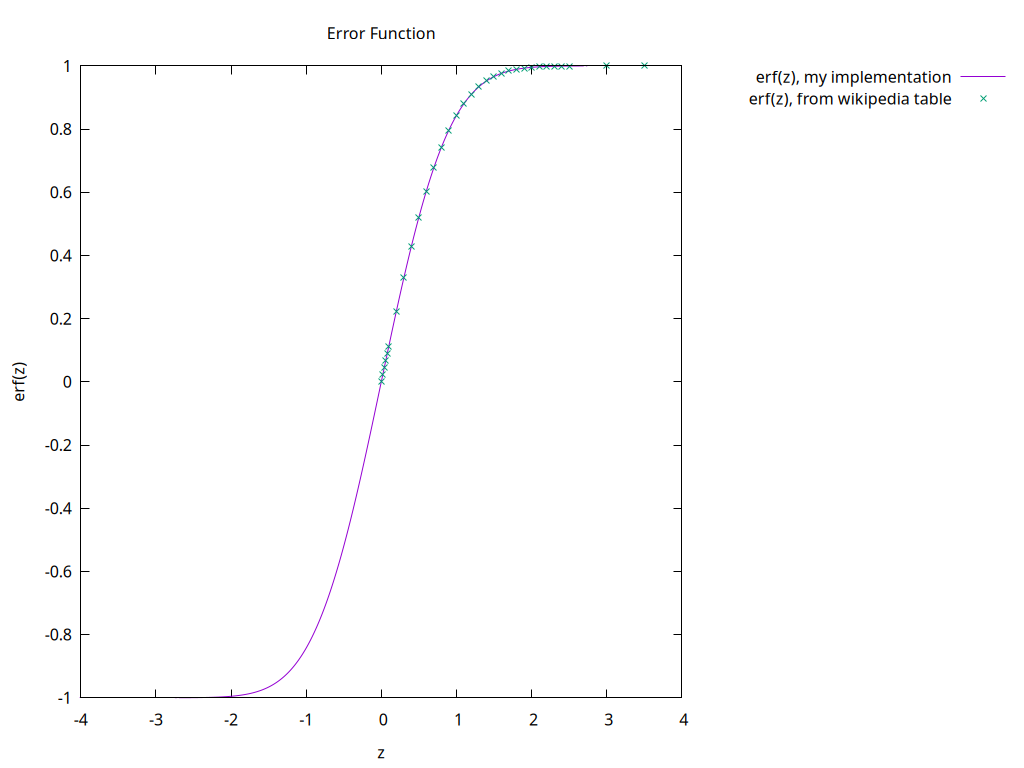 Error Function
erf(z), my implementation
erf(z), from wikipedia table
1
0.8
0.6
0.4
0.2
0
-0.2
-0.4
-0.6
-0.8
-1
erf(z)
-4 -3 -2 -1 0 1 2 3 4
z